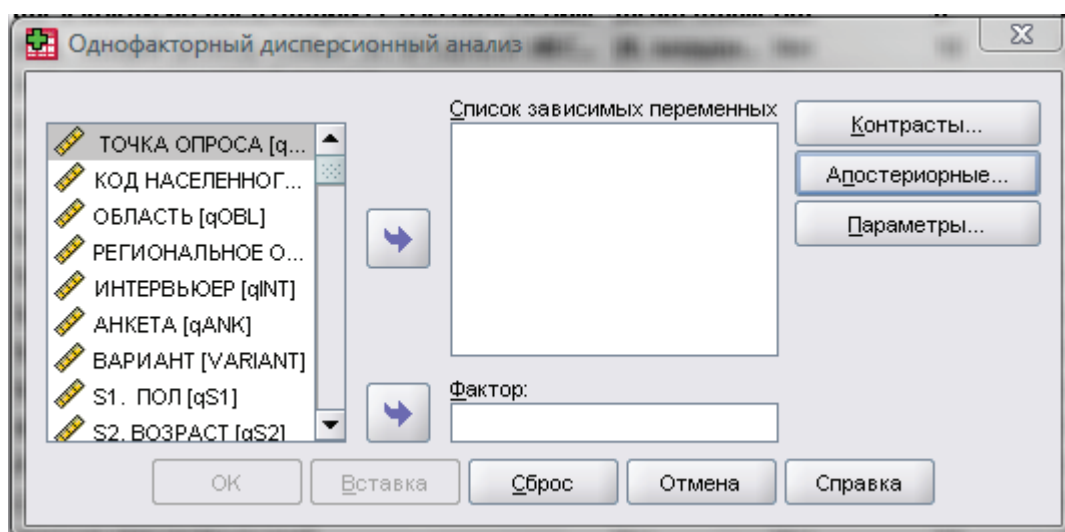 Однофакторный дисперсионный анализ
Список зависимых переменных
ТОЧКА ОПРОСА [q...
КОД НАСЕЛЕННОГ...
ОБЛАСТЬ [qOBL]
РЕГИОНАЛЬНОЕ О...
ИНТЕРВЬЮЕР [qINT]
АНКЕТА [qANK]
ВАРИАНТ [VARIANT]
S1. ПОЛ [qS1]
S2. ВОЗРАСТ [qS2]
Фактор:
Контрасты...
Апостериорные...
Параметры...
ОК
Вставка
Сброс
Отмена
Справка